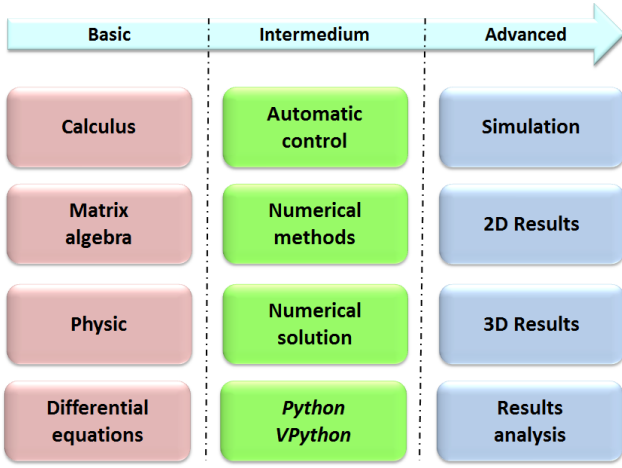 Basic Intermedium Advanced
Calculus
Automatic
control
Simulation
Matrix
algebra
Numerical
methods
2D Results
Physic
Numerical
solution
3D Results
Differential
equations
Python
VPython
Results
analysis